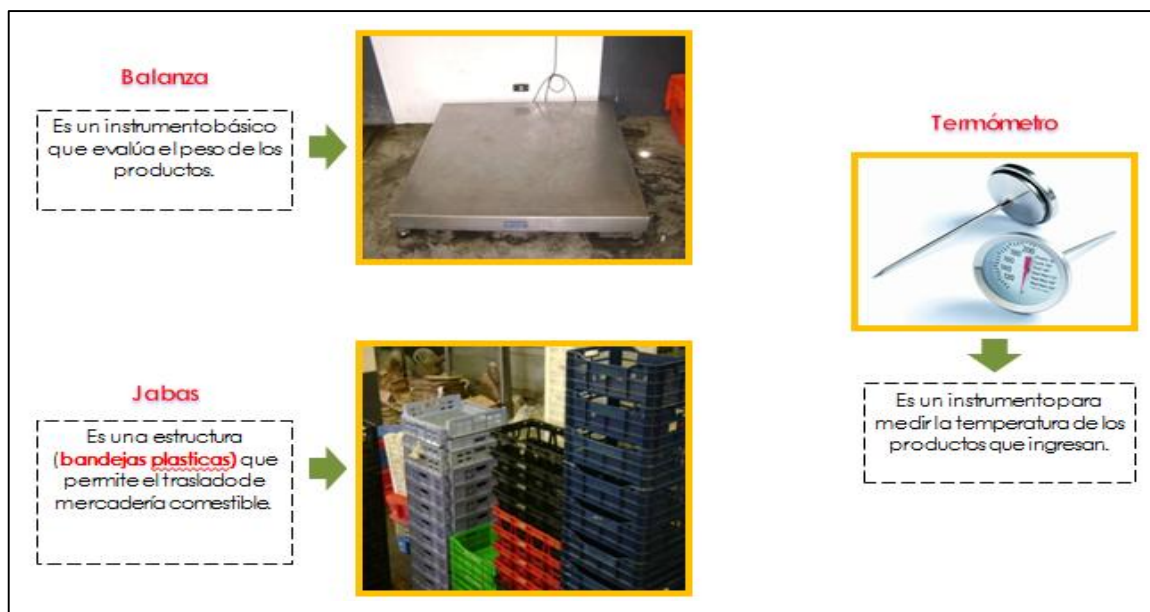 Balanza
Es un instrumento básico
que evalúa el peso de los
productos.
Termómetro
Es un instrumento para
medir la temperatura de los
productos que ingresan.
Jabas
Es una estructura
(bandejas plasticas) que
permite el traslado de
mercadería comestible.